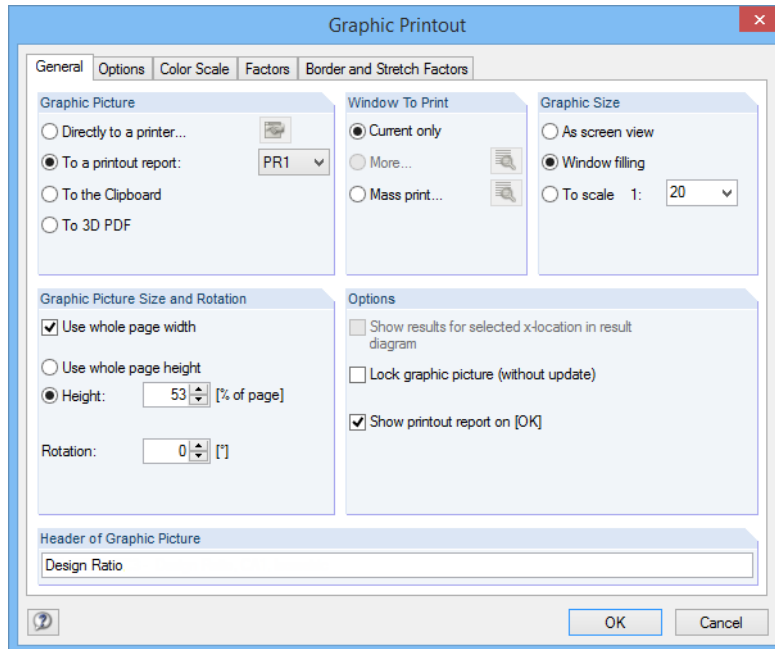 Graphic Printout
General Options Color Scale Factors Border and Stretch Factors
Graphic Picture
Directly to a printer...
To a printout report: PR1
To the Clipboard
To 3D PDF
Window To Print
Current only
More...
Mass print...
Graphic Size
As screen view
Window filling
To scale 1: 20
Graphic Picture Size and Rotation
Use whole page width
Use whole page height
Height: 53 [% of page]
Rotation: 0 [°]
Options
Show results for selected x-location in result
diagram
Lock graphic picture (without update)
Show printout report on [OK]
Header of Graphic Picture
Design Ratio
OK Cancel